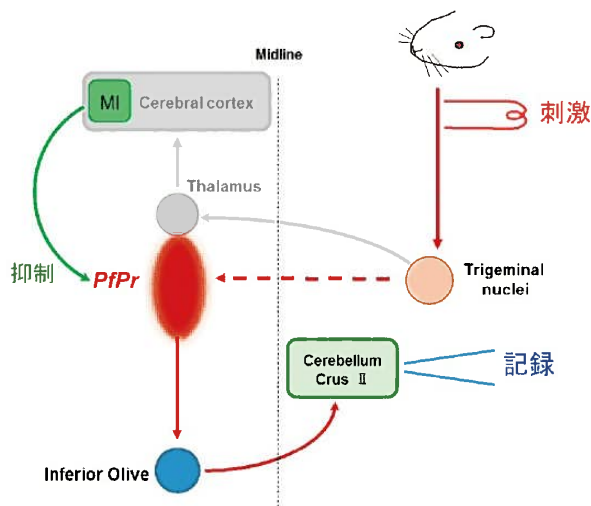 Midline
MI
Cerebral cortex
刺激
Thalamus
抑制
PfPr
Trigeminal
nuclei
Cerebellum
Crus Ⅱ
記録
Inferior Olive